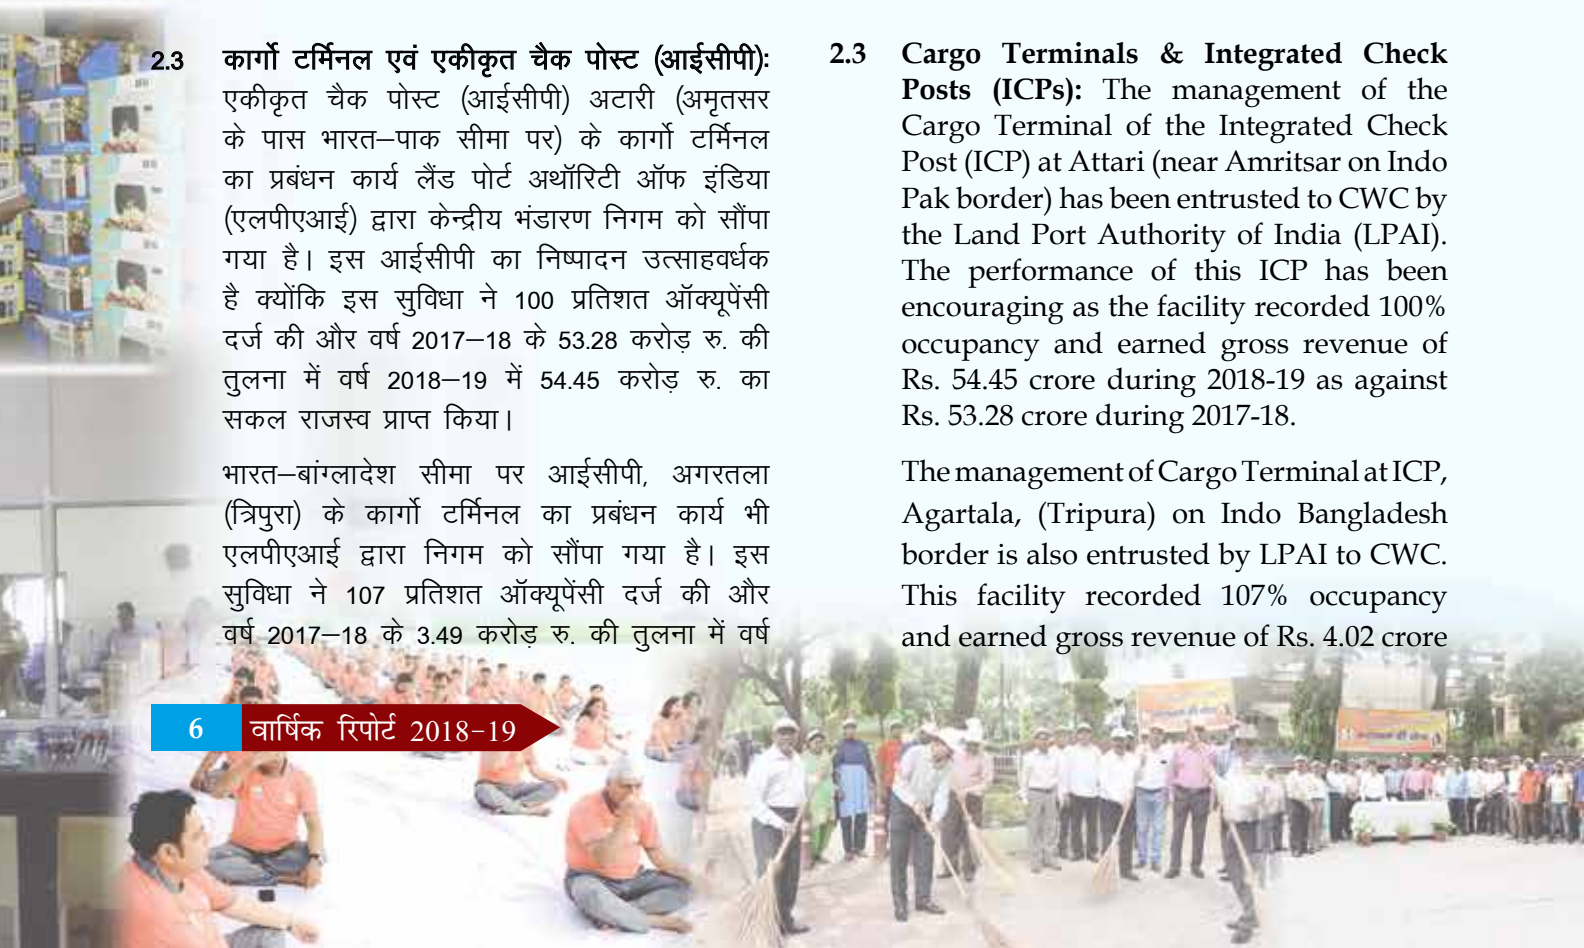 2.3 कार्गो टर्मिनल एवं एकीकृत चैक पोस्ट (आईसीपी):
एकीकृत चैक पोस्ट (आईसीपी) अटारी (अमृतसर
के पास भारत–पाक सीमा पर) के कार्गो टर्मिनल
का प्रबंधन कार्य लैंड पोर्ट अथॉरिटी ऑफ इंडिया
(एलपीएआई) द्वारा केन्द्रीय भंडारण निगम को सौंपा
गया है। इस आईसीपी का निष्पादन उत्साहवर्धक
है क्योंकि इस सुविधा ने 100 प्रतिशत ऑक्यूपेंसी
दर्ज की और वर्ष 2017–18 के 53.28 करोड़ रु. की
तुलना में वर्ष 2018–19 में 54.45 करोड़ रु. का
सकल राजस्व प्राप्त किया।
भारत–बांग्लादेश सीमा पर आईसीपी, अगरतला
(त्रिपुरा) के कार्गो टर्मिनल का प्रबंधन कार्य भी
एलपीएआई द्वारा निगम को सौंपा गया है। इस
सुविधा ने 107 प्रतिशत ऑक्यूपेंसी दर्ज की और
वर्ष 2017–18 के 3.49 करोड़ रु. की तुलना में वर्ष
2.3 Cargo Terminals & Integrated Check
Posts (ICPs): The management of the
Cargo Terminal of the Integrated Check
Post (ICP) at Attari (near Amritsar on Indo
Pak border) has been entrusted to CWC by
the Land Port Authority of India (LPAI).
The performance of this ICP has been
encouraging as the facility recorded 100%
occupancy and earned gross revenue of
Rs. 54.45 crore during 2018-19 as against
Rs. 53.28 crore during 2017-18.
The management of Cargo Terminal at ICP,
Agartala, (Tripura) on Indo Bangladesh
border is also entrusted by LPAI to CWC.
This facility recorded 107% occupancy
and earned gross revenue of Rs. 4.02 crore
6 वार्षिक रिपोर्ट 2018-19